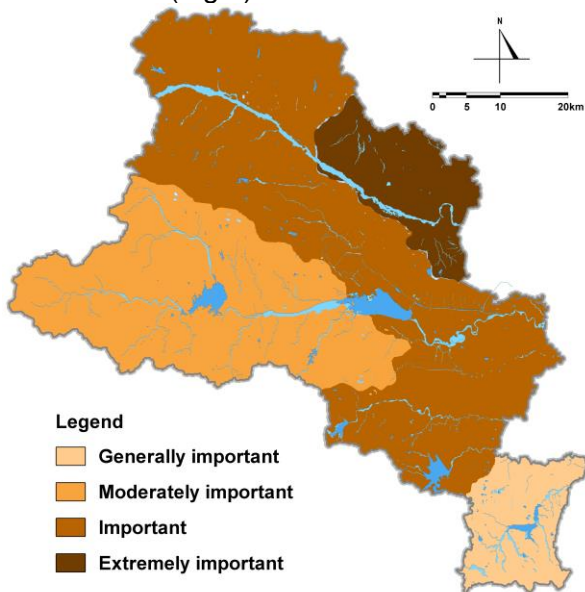 N
0 5 10 20km
Legend
Generally important
Moderately important
Important
Extremely important